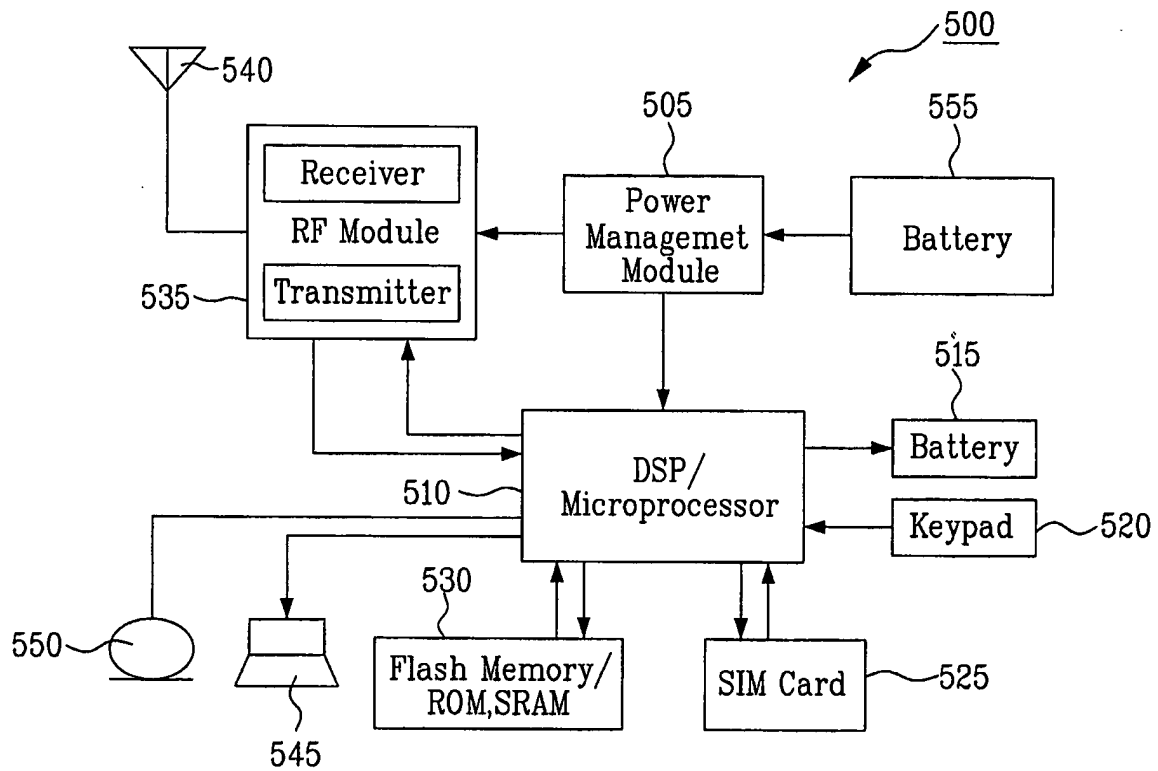 500
540
505
555
Receiver
RF Module
Transmitter
535
Power
Managemet
Module
Battery
515
Battery
DSP/
Microprocessor
510
Keypad
520
530
550
Flash Memory/
ROM,SRAM
SIM Card
525
545